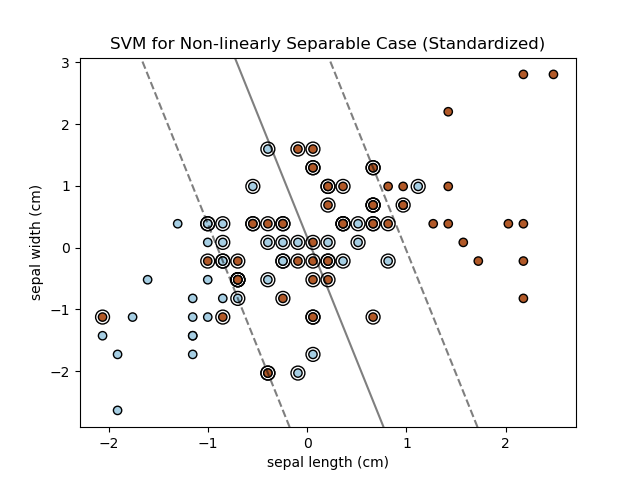 SVM for Non-linearly Separable Case (Standardized)
3
2
1
0
−1
−2
sepal width (cm)
−2 −1 0 1 2
sepal length (cm)